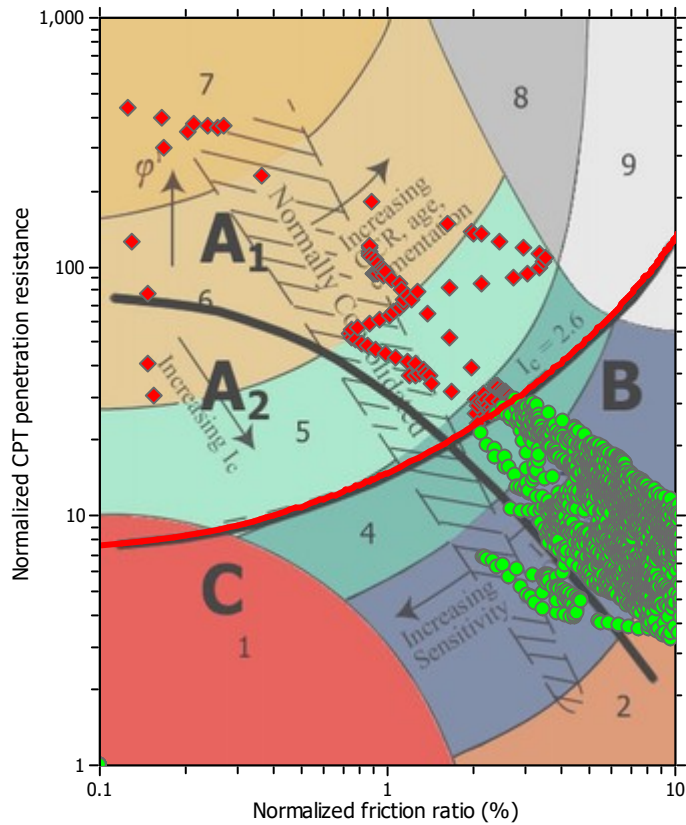 1,000
100
10
1
0.1
1
10
Normalized CPT penetration resistance
Normalized friction ratio (%)
7
8
9
φ'
A1
6
A2
5
4
B
C
1
2
Normally Consolidated
Increasing
OCR, age,
cementation
Increasing Ic
Ic = 2.6
Increasing
Sensitivity